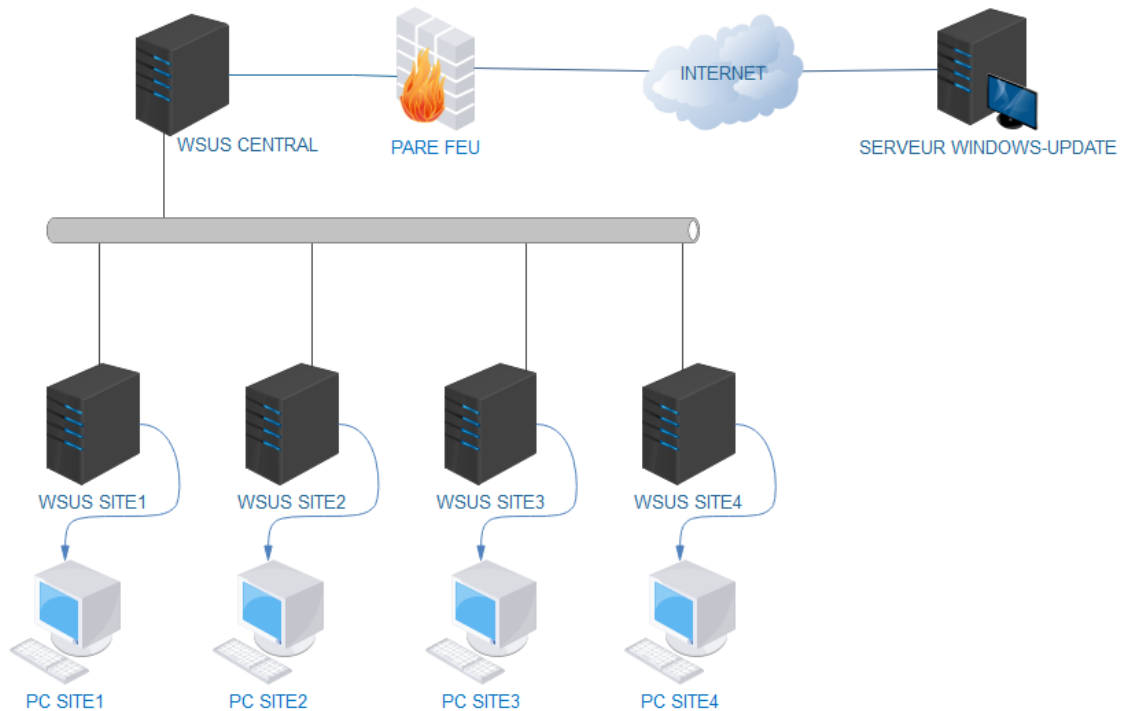 INTERNET
WSUS CENTRAL
PARE FEU
SERVEUR WINDOWS-UPDATE
WSUS SITE1
WSUS SITE2
WSUS SITE3
WSUS SITE4
PC SITE1
PC SITE2
PC SITE3
PC SITE4